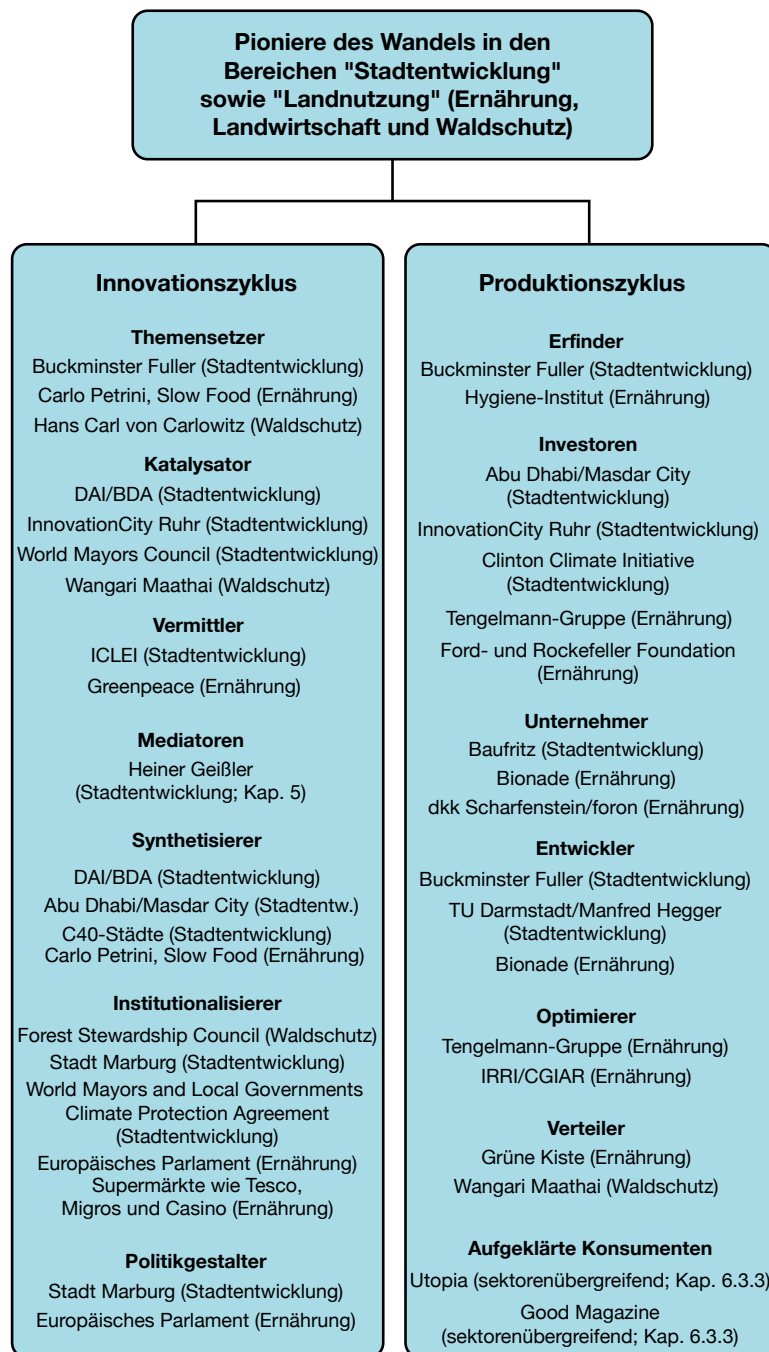 Pioniere des Wandels in den
Bereichen "Stadtentwicklung"
sowie "Landnutzung" (Ernährung,
Landwirtschaft und Waldschutz)
Innovationszyklus
Themensetzer
Buckminster Fuller (Stadtentwicklung)
Carlo Petrini, Slow Food (Ernährung)
Hans Carl von Carlowitz (Waldschutz)
Katalysator
DAI/BDA (Stadtentwicklung)
InnovationCity Ruhr (Stadtentwicklung)
World Mayors Council (Stadtentwicklung)
Wangari Maathai (Waldschutz)
Vermittler
ICLEI (Stadtentwicklung)
Greenpeace (Ernährung)
Mediatoren
Heiner Geißler
(Stadtentwicklung; Kap. 5)
Synthetisierer
DAI/BDA (Stadtentwicklung)
Abu Dhabi/Masdar City (Stadtentw.)
C40-Städte (Stadtentwicklung)
Carlo Petrini, Slow Food (Ernährung)
Institutionalisierer
Forest Stewardship Council (Waldschutz)
Stadt Marburg (Stadtentwicklung)
World Mayors and Local Governments
Climate Protection Agreement
(Stadtentwicklung)
Europäisches Parlament (Ernährung)
Supermärkte wie Tesco,
Migros und Casino (Ernährung)
Politikgestalter
Stadt Marburg (Stadtentwicklung)
Europäisches Parlament (Ernährung)
Produktionszyklus
Erfinder
Buckminster Fuller (Stadtentwicklung)
Hygiene-Institut (Ernährung)
Investoren
Abu Dhabi/Masdar City
(Stadtentwicklung)
InnovationCity Ruhr (Stadtentwicklung)
Clinton Climate Initiative
(Stadtentwicklung)
Tengelmann-Gruppe (Ernährung)
Ford- und Rockefeller Foundation
(Ernährung)
Unternehmer
Baufritz (Stadtentwicklung)
Bionade (Ernährung)
dkk Scharfenstein/foron (Ernährung)
Entwickler
Buckminster Fuller (Stadtentwicklung)
TU Darmstadt/Manfred Hegger
(Stadtentwicklung)
Bionade (Ernährung)
Optimierer
Tengelmann-Gruppe (Ernährung)
IRRI/CGIAR (Ernährung)
Verteiler
Grüne Kiste (Ernährung)
Wangari Maathai (Waldschutz)
Aufgeklärte Konsumenten
Utopia (sektorenübergreifend; Kap. 6.3.3)
Good Magazine
(sektorenübergreifend; Kap. 6.3.3)